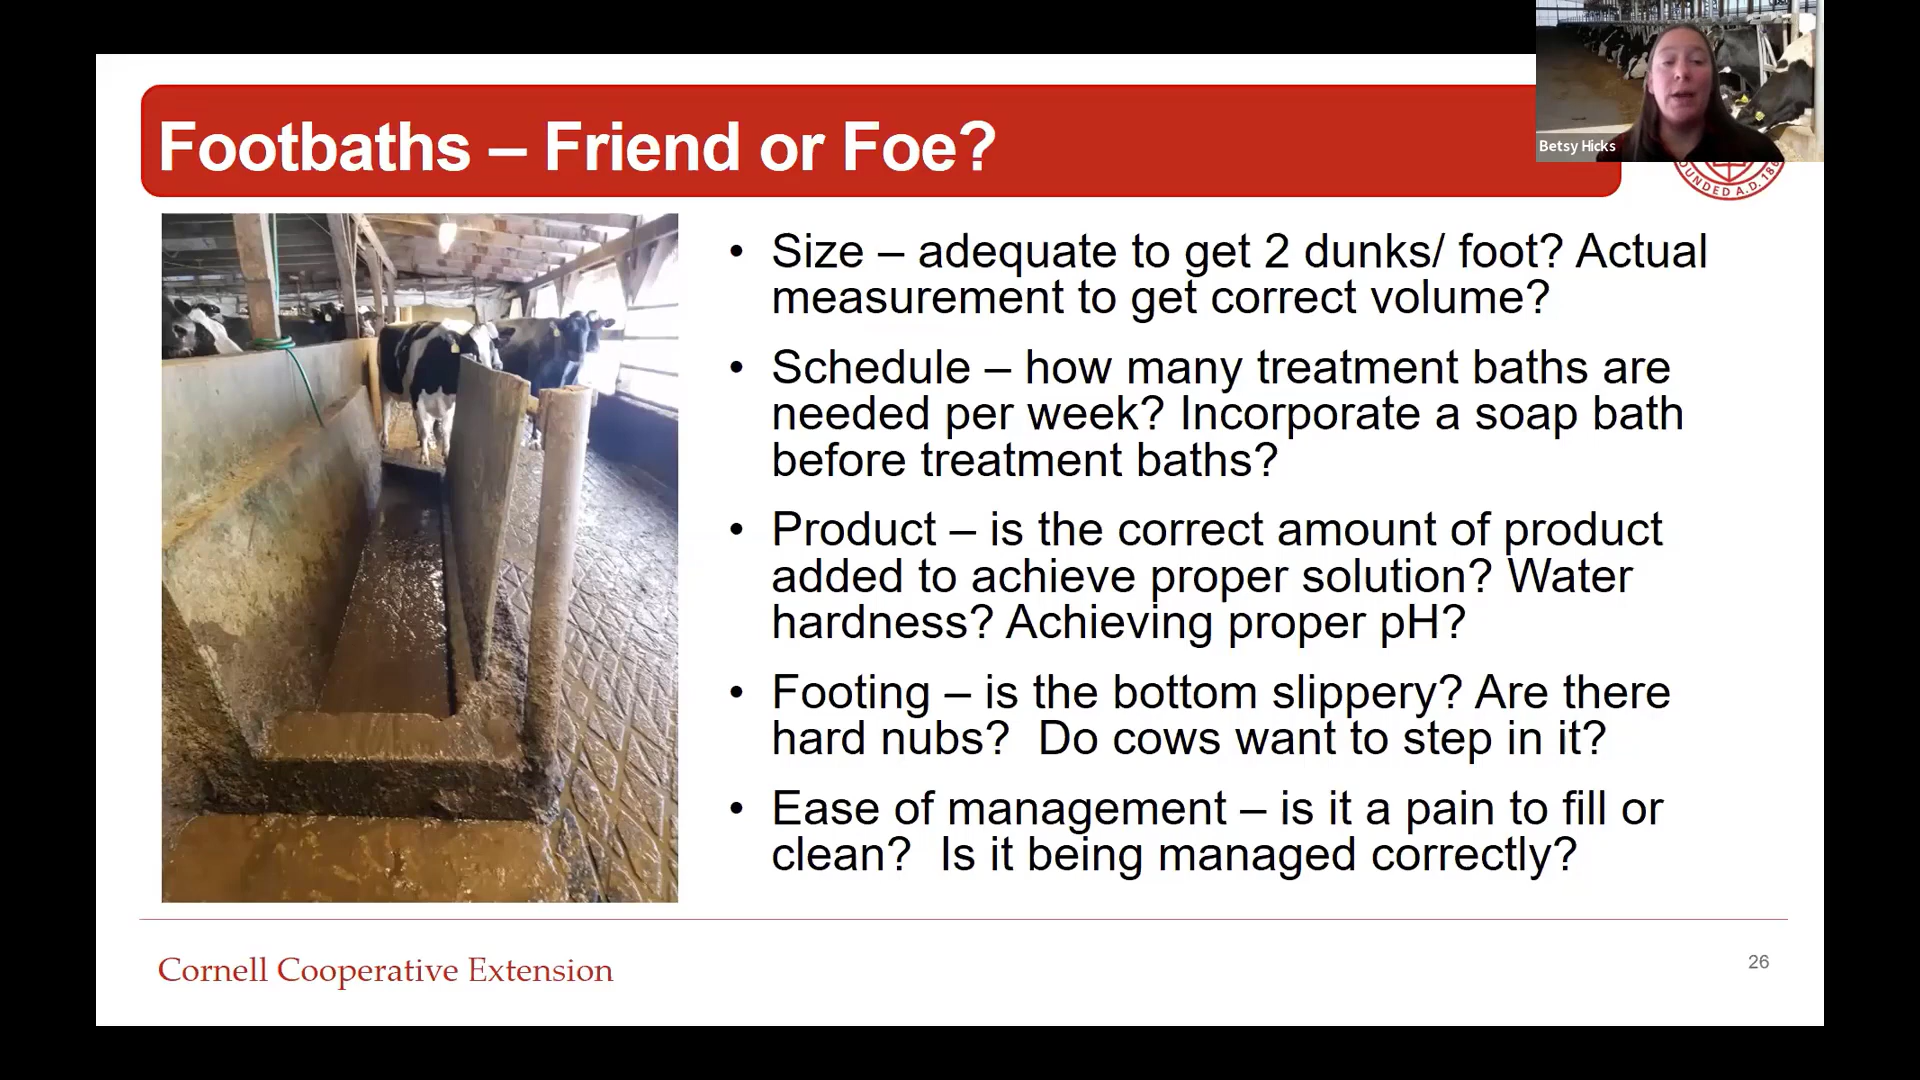 Footbaths – Friend or Foe?
Betsy Hicks
UNDED A.D. 186
• Size – adequate to get 2 dunks/ foot? Actual
measurement to get correct volume?
• Schedule – how many treatment baths are
needed per week? Incorporate a soap bath
before treatment baths?
• Product – is the correct amount of product
added to achieve proper solution? Water
hardness? Achieving proper pH?
• Footing – is the bottom slippery? Are there
hard nubs?  Do cows want to step in it?
• Ease of management – is it a pain to fill or
clean?  Is it being managed correctly?
Cornell Cooperative Extension
26